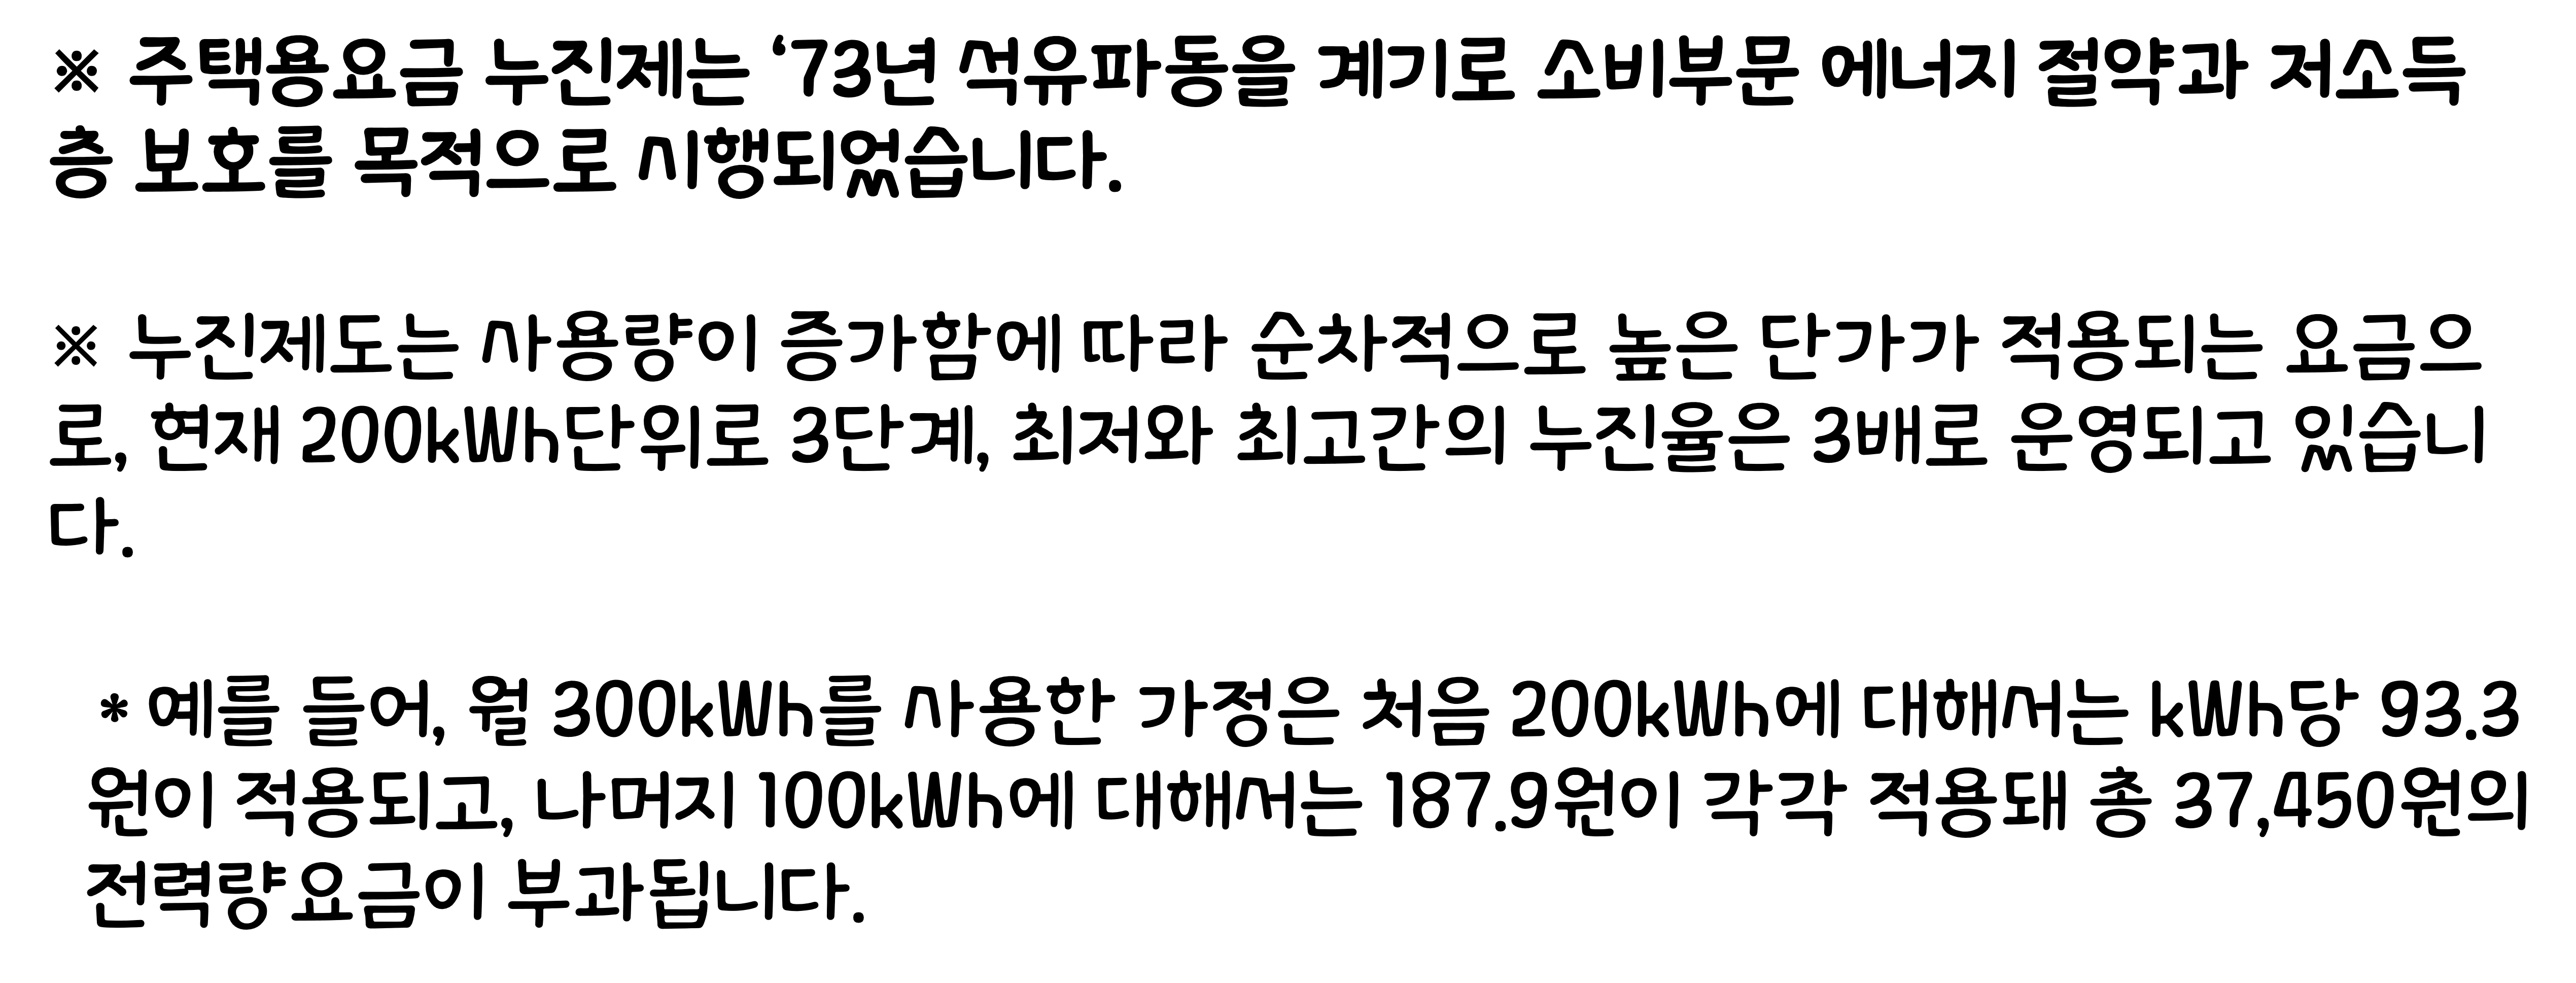 ※ 주택용요금 누진제는 ‘73년 석유파동을 계기로 소비부문 에너지 절약과 저소득
층 보호를 목적으로 시행되었습니다.
※ 누진제도는 사용량이 증가함에 따라 순차적으로 높은 단가가 적용되는 요금으
로, 현재 200kWh단위로 3단계, 최저와 최고간의 누진율은 3배로 운영되고 있습니
다.
* 예를 들어, 월 300kWh를 사용한 가정은 처음 200kWh에 대해서는 kWh당 93.3
원이 적용되고, 나머지 100kWh에 대해서는 187.9원이 각각 적용돼 총 37,450원의
전력량요금이 부과됩니다.